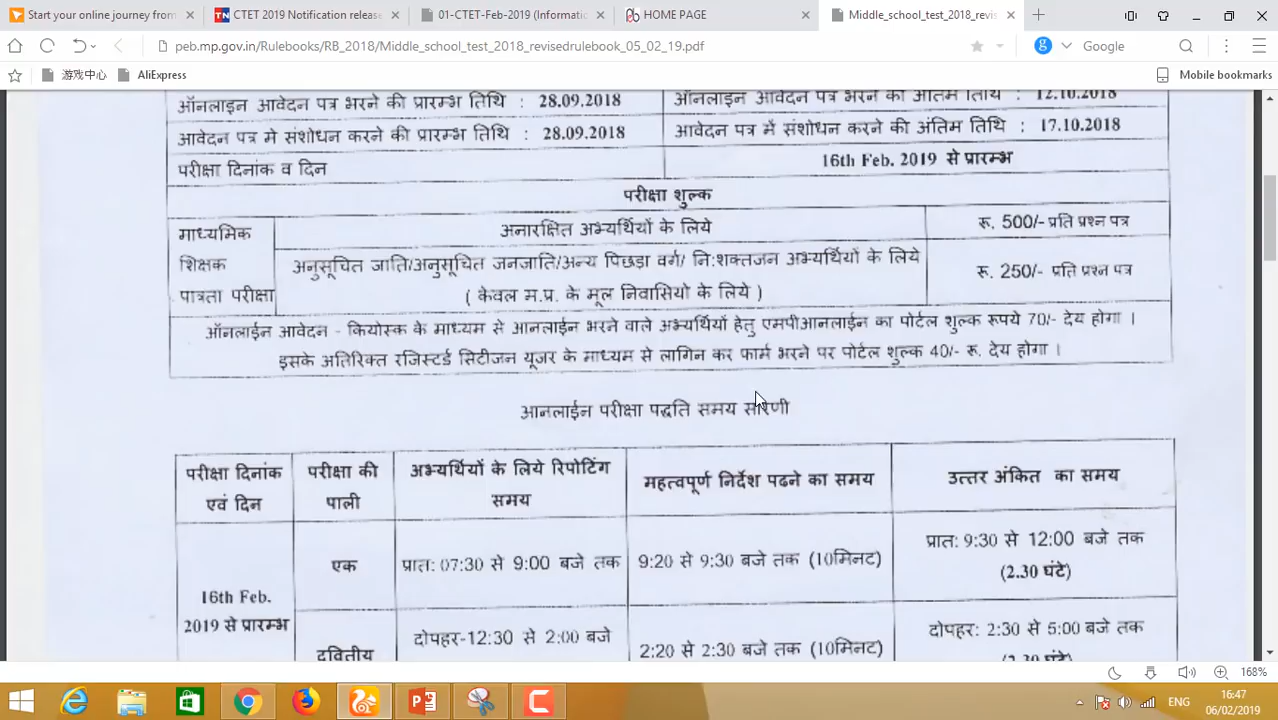 Start your online journey from
CTET 2019 Notification release
01-CTET-Feb-2019 (Informatic
HOME PAGE
Middle_school_test_2018_revis
peb.mp.gov.in/Rulebooks/RB_2018/Middle_school_test_2018_revisedrulebook_05_02_19.pdf
Google
游戏中心
AliExpress
Mobile bookmarks
ऑनलाइन आवेदन पत्र भरने की प्रारम्भ तिथि : 28.09.2018
ऑनलाइन आवेदन पत्र भरने की अंतिम तिथि : 12.10.2018
आवेदन पत्र में संशोधन करने की प्रारम्भ तिथि : 28.09.2018
आवेदन पत्र में संशोधन करने की अंतिम तिथि : 17.10.2018
परीक्षा दिनांक व दिन
16th Feb. 2019 से प्रारम्भ
परीक्षा शुल्क
माध्यमिक
शिक्षक
पात्रता परीक्षा
अनारक्षित अभ्यर्थियों के लिये
रू. 500/- प्रति प्रश्न पत्र
अनुसूचित जाति/अनुसूचित जनजाति/अन्य पिछड़ा वर्ग/ नि:शक्तजन अभ्यर्थियों के लिये
( केवल म.प्र. के मूल निवासियो के लिये )
रू. 250/- प्रति प्रश्न पत्र
ऑनलाईन आवेदन - कियोस्क के माध्यम से आनलाईन भरने वाले अभ्यर्थियों हेतु एमपीआनलाईन का पोर्टल शुल्क रूपये 70/- देय होगा ।
इसके अतिरिक्त रजिस्टर्ड सिटीजन यूजर के माध्यम से लागिन कर फार्म भरने पर पोर्टल शुल्क 40/- रू. देय होगा ।
आनलाईन परीक्षा पद्धति समय सारिणी
परीक्षा दिनांक
एवं दिन
परीक्षा की
पाली
अभ्यर्थियों के लिये रिपोटिंग
समय
महत्वपूर्ण निर्देश पढने का समय
उत्तर अंकित का समय
16th Feb.
2019 से प्रारम्भ
एक
प्रात: 07:30 से 9:00 बजे तक
9:20 से 9:30 बजे तक (10मिनट)
प्रात: 9:30 से 12:00 बजे तक
(2.30 घंटे)
दवितीय
दोपहर-12:30 से 2:00 बजे
2:20 से 2:30 बजे तक (10मिनट)
दोपहर: 2:30 से 5:00 बजे तक
(2.30 घंटे)
168%
ENG
16:47
06/02/2019